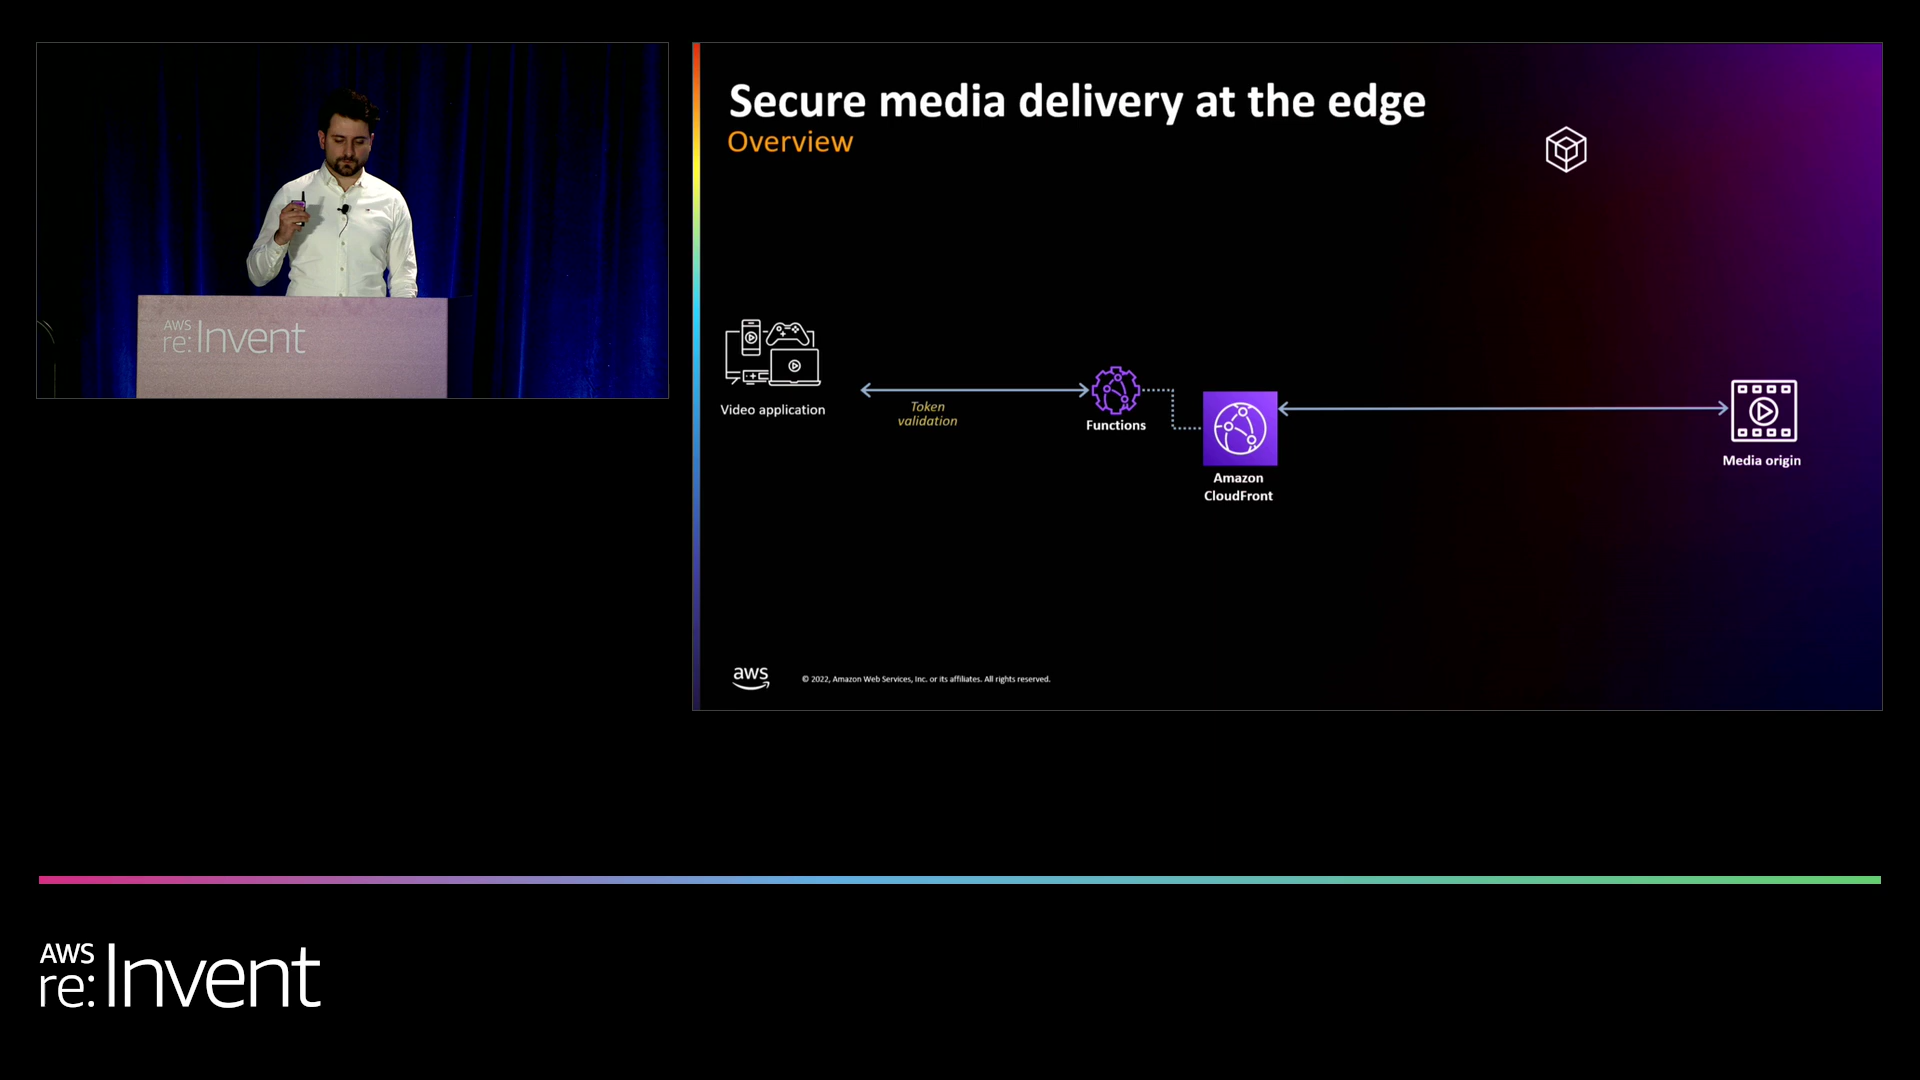 AWS
re:Invent
Secure media delivery at the edge
Overview
Video application
Token
validation
Functions
Amazon
CloudFront
Media origin
aws
© 2022, Amazon Web Services, Inc. or its affiliates. All rights reserved.
AWS
re:Invent